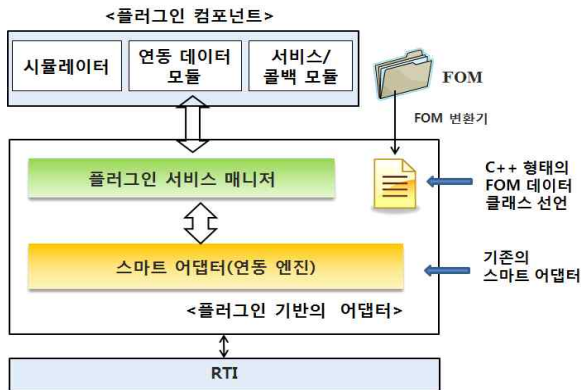 <플러그인 컴포넌트>
시뮬레이터
연동 데이터
모듈
서비스/
콜백 모듈
FOM
FOM 변환기
플러그인 서비스 매니저
C++ 형태의
FOM 데이터
클래스 선언
스마트 어댑터(연동 엔진)
기존의
스마트 어댑터
<플러그인 기반의 어댑터>
RTI